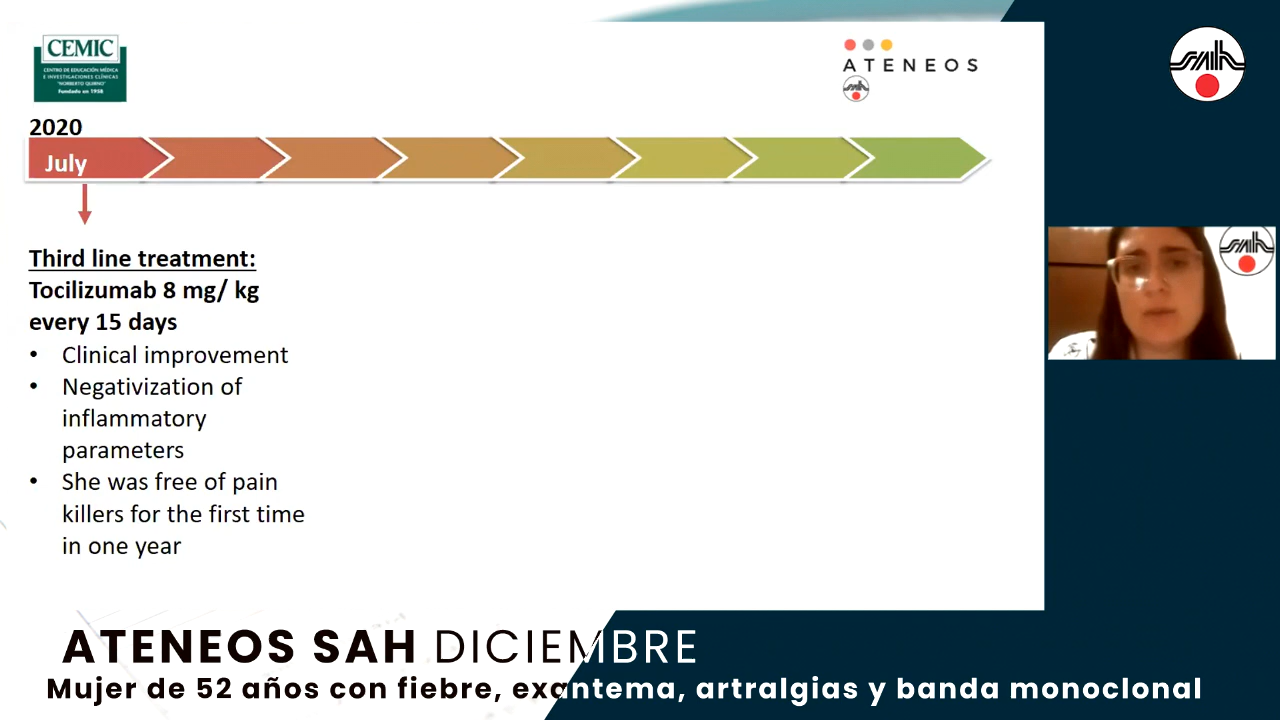 CEMIC
CENTRO DE EDUCACIÓN MÉDICA
E INVESTIGACIONES CLÍNICAS
"NORBERTO QUIRNO"
Fundado en 1958
ATENEOS
2020
July
Third line treatment:
Tocilizumab 8 mg/ kg
every 15 days
• Clinical improvement
• Negativization of
inflammatory
parameters
• She was free of pain
killers for the first time
in one year
ATENEOS SAH DICIEMBRE
Mujer de 52 años con fiebre, exantema, artralgias y banda monoclonal